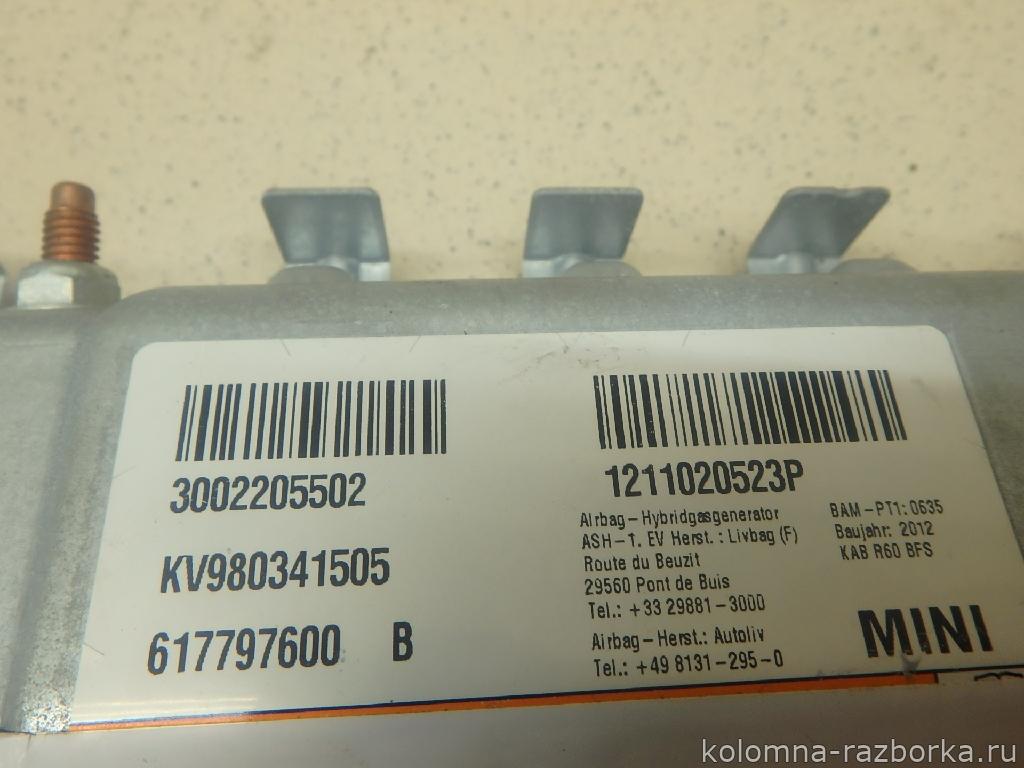 3002205502
KV980341505
617797600 B
1211020523P
Airbag-Hybridgasgenerator
ASH-1. EV Herst.: Livbag (F)
Route du Beuzit
29560 Pont de Buis
Tel.: +33 29881-3000
Airbag-Herst.: Autoliv
Tel.: +49 8131-295-0
BAM-PT1:0635
Baujahr: 2012
KAB R60 BFS
MINI
kolomna-razborka.ru